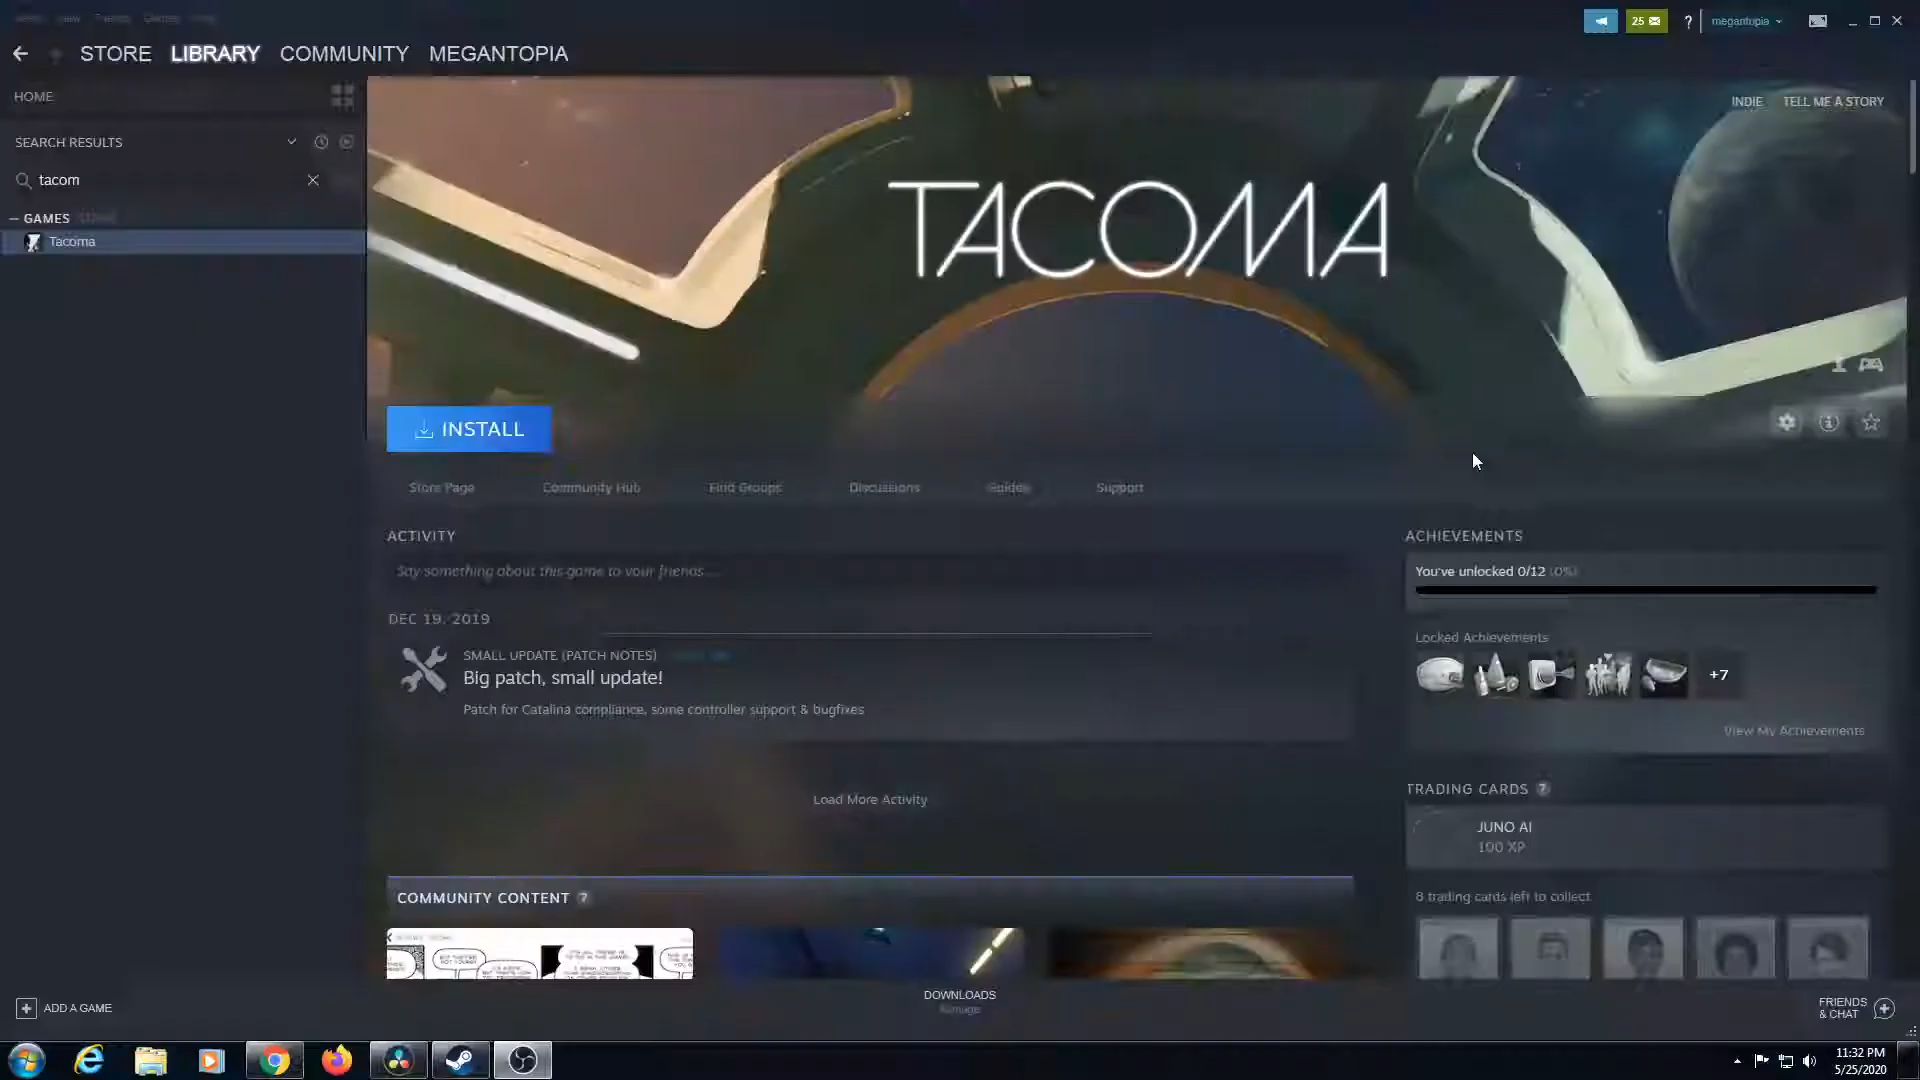 View Friends Games Help
25
?
megantopia
STORE LIBRARY COMMUNITY MEGANTOPIA
HOME
INDIE TELL ME A STORY
SEARCH RESULTS
tacom
TACOMA
— GAMES
Tacoma
INSTALL
Store Page Community Hub Find Groups Discussions Guides Support
ACTIVITY
Say something about this game to your friends...
DEC 19, 2019
SMALL UPDATE (PATCH NOTES)
Big patch, small update!
Patch for Catalina compliance, some controller support & bugfixes
Load More Activity
COMMUNITY CONTENT ?
ACHIEVEMENTS
You've unlocked 0/12 (0%)
Locked Achievements
+7
View My Achievements
TRADING CARDS ?
JUNO AI
100 XP
8 trading cards left to collect
+ ADD A GAME
DOWNLOADS
Manage
FRIENDS
& CHAT
11:32 PM
5/25/2020